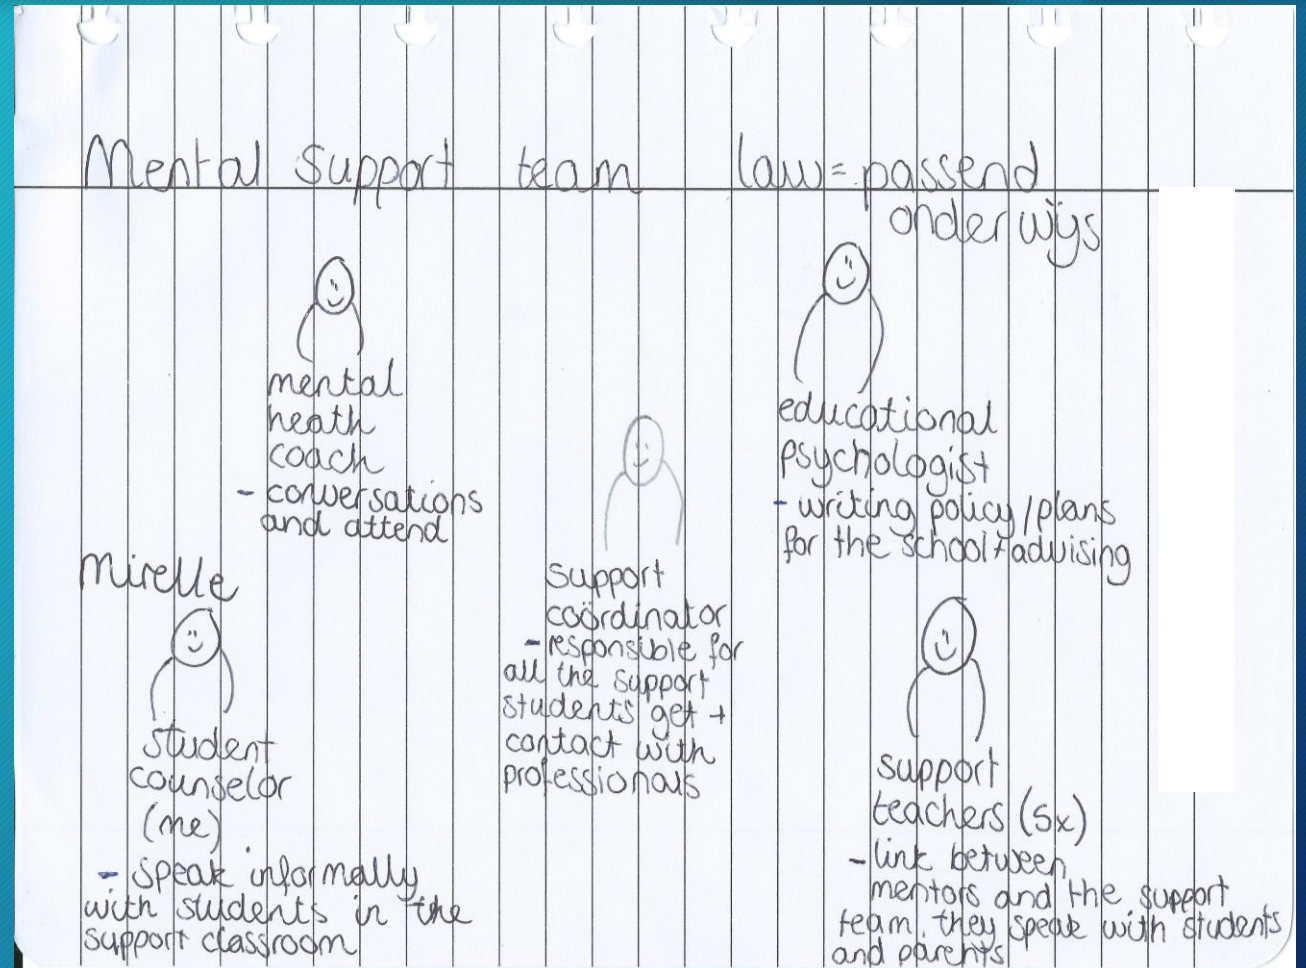 Mental support team law= passend
onderwijs
mental
heath
coach
- conversations
and attend
educational
psychologist
- writing policy/plans
for the school+advising
support
coördinator
- responsible for
all the support
students get +
contact with
professionals
Mirelle
student
counselor
(me)
- speak informally
with students in the
support classroom
support
teachers (5x)
- link between
mentors and the support
team, they speak with students
and parents